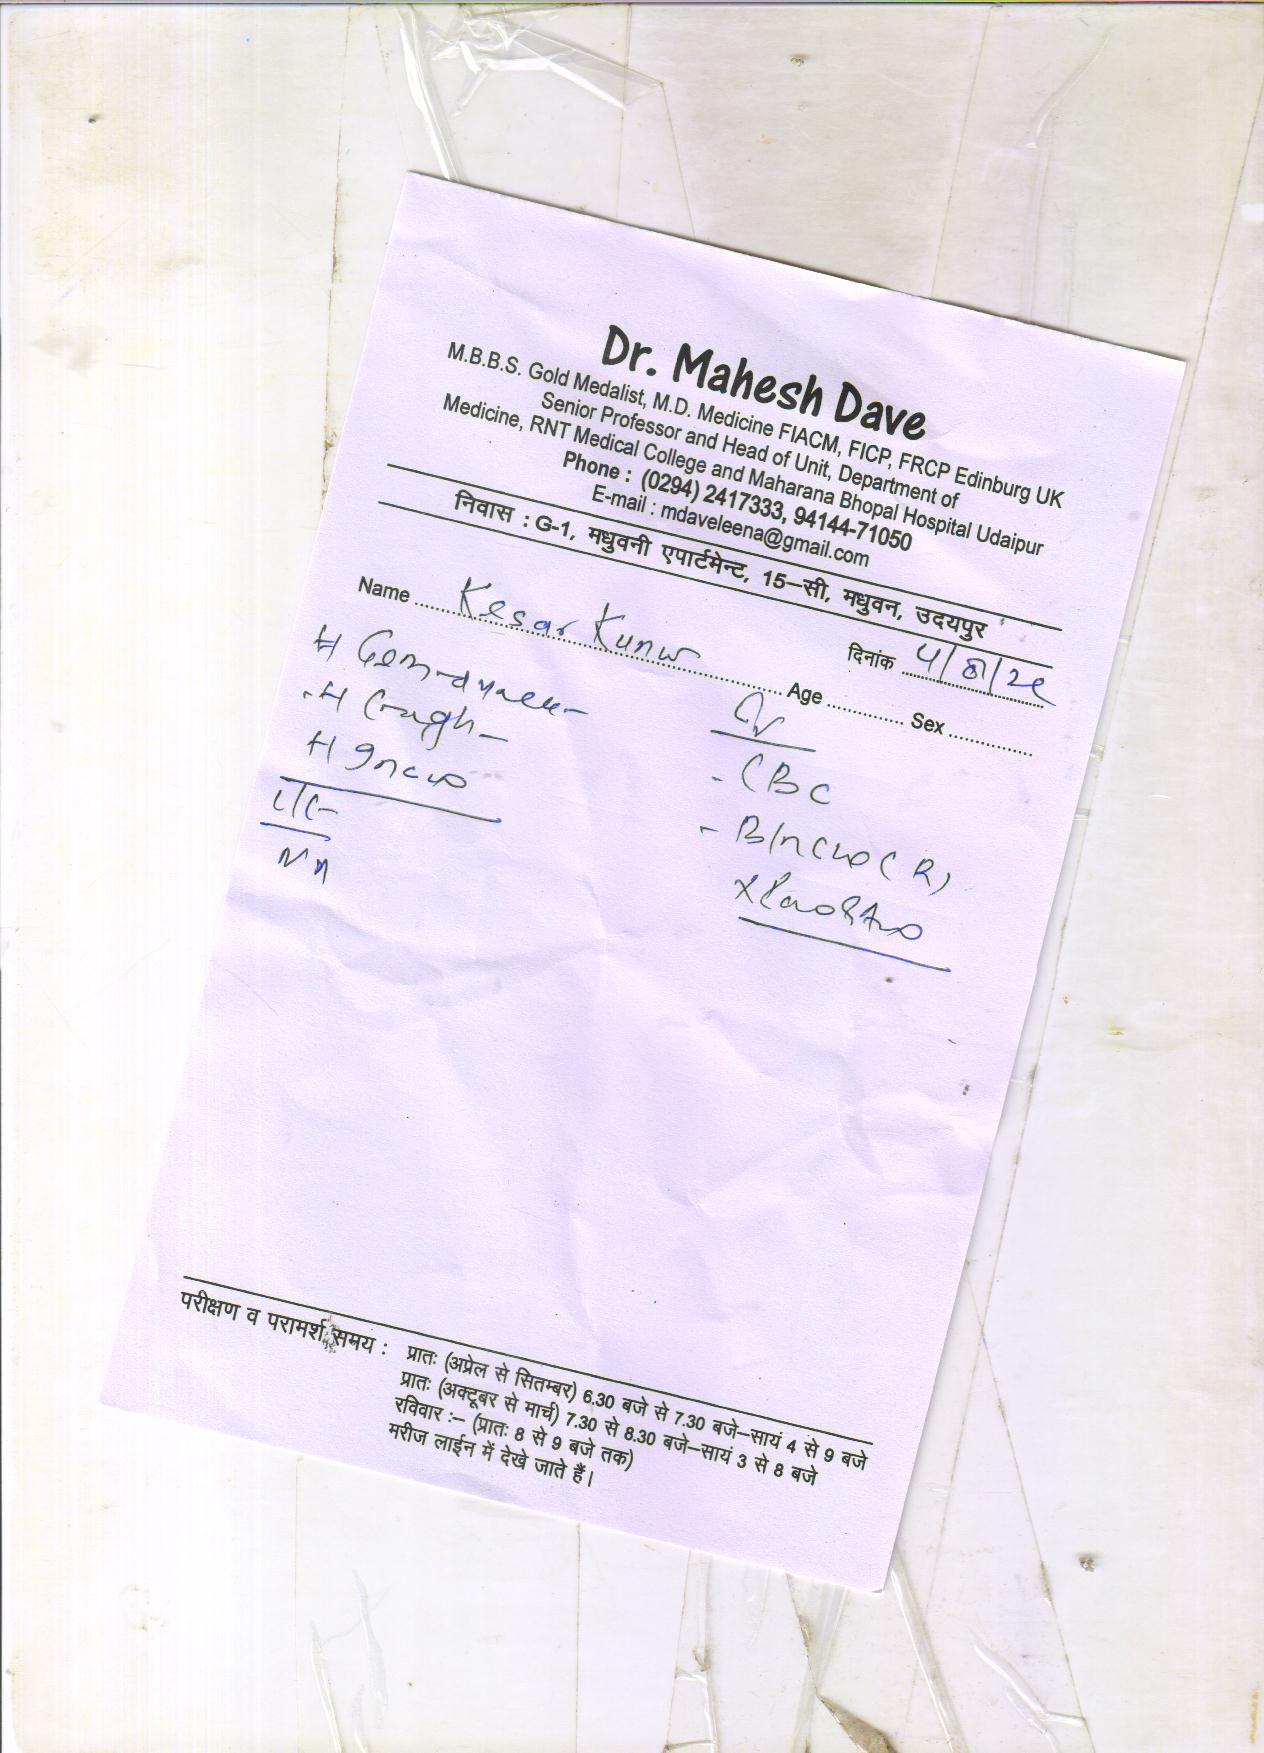 Dr. Mahesh Dave
M.B.B.S. Gold Medalist, M.D. Medicine FIACM, FICP, FRCP Edinburg UK
Senior Professor and Head of Unit, Department of
Medicine, RNT Medical College and Maharana Bhopal Hospital Udaipur
Phone : (0294) 2417333, 94144-71050
E-mail : mdaveleena@gmail.com
निवास : G-1, मधुवनी एपार्टमेन्ट, 15–सी, मधुवन, उदयपुर
दिनांक
Name Kesar Kunwr Age Sex
Cough
- CBC
परीक्षण व परामर्श समय : प्रातः (अप्रेल से सितम्बर) 6.30 बजे से 7.30 बजे–सायं 4 से 9 बजे
प्रातः (अक्टूबर से मार्च) 7.30 से 8.30 बजे–सायं 3 से 8 बजे
रविवार :– (प्रातः 8 से 9 बजे तक)
मरीज लाईन में देखे जाते हैं।